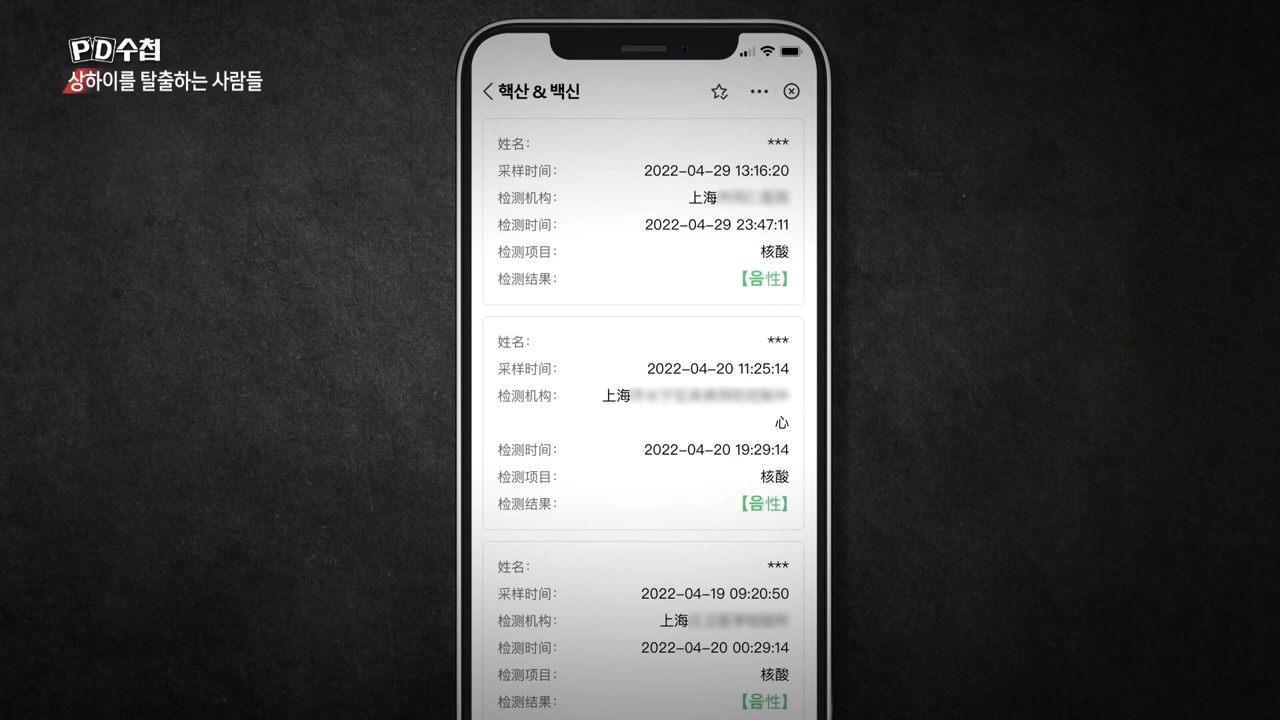 PD수첩
상하이를 탈출하는 사람들
핵산 & 백신
姓名: ***
采样时间: 2022-04-29 13:16:20
检测机构: 上海
检测时间: 2022-04-29 23:47:11
检测项目: 核酸
检测结果: 【음性】
姓名: ***
采样时间: 2022-04-20 11:25:14
检测机构: 上海
心
检测时间: 2022-04-20 19:29:14
检测项目: 核酸
检测结果: 【음性】
姓名: ***
采样时间: 2022-04-19 09:20:50
检测机构: 上海
检测时间: 2022-04-20 00:29:14
检测项目: 核酸
检测结果: 【음性】